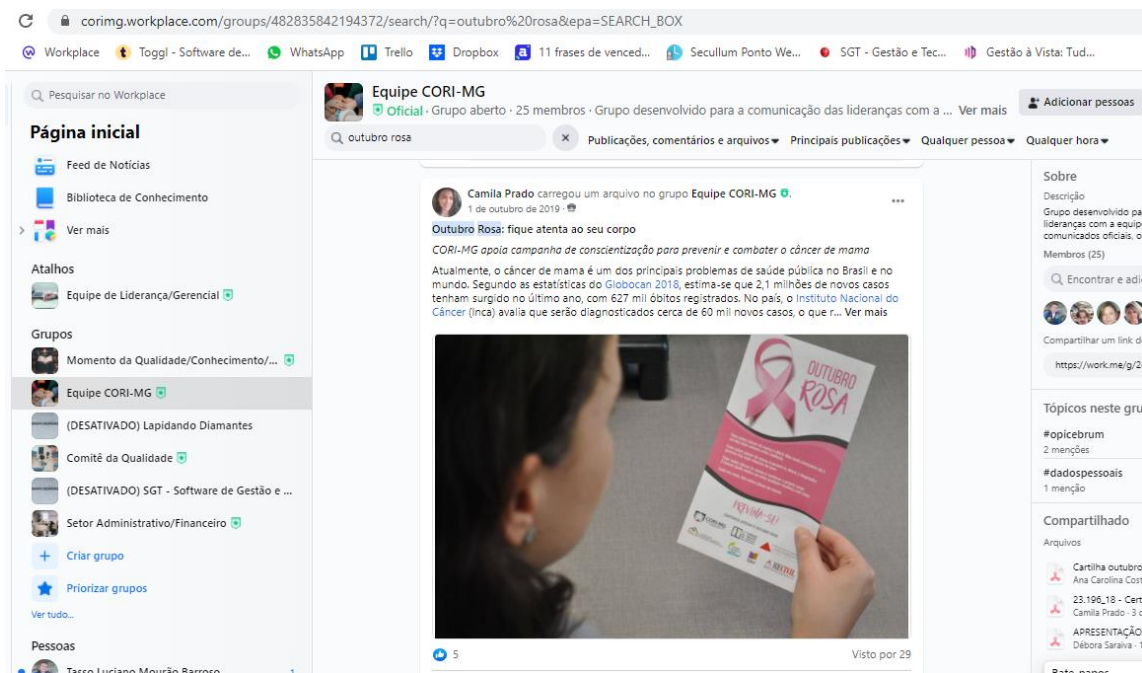 corimg.workplace.com/groups/482835842194372/search/?q=outubro%20rosa&epa=SEARCH_BOX
Workplace Toggl - Software de... WhatsApp Trello Dropbox 11 frases de venced... Secullum Ponto We... SGT - Gestão e Tec... Gestão à Vista: Tud...
Pesquisar no Workplace
Página inicial
Feed de Notícias
Biblioteca de Conhecimento
Ver mais
Atalhos
Equipe de Liderança/Gerencial
Grupos
Momento da Qualidade/Conhecimento/...
Equipe CORI-MG
(DESATIVADO) Lapidando Diamantes
Comitê da Qualidade
(DESATIVADO) SGT - Software de Gestão e ...
Setor Administrativo/Financeiro
Criar grupo
Priorizar grupos
Ver tudo...
Pessoas
Tasso Luciano Mourão Barroso 1
Equipe CORI-MG
Oficial · Grupo aberto · 25 membros · Grupo desenvolvido para a comunicação das lideranças com a ... Ver mais
Adicionar pessoas
outubro rosa
Publicações, comentários e arquivos Principais publicações Qualquer pessoa Qualquer hora
Camila Prado carregou um arquivo no grupo Equipe CORI-MG.
1 de outubro de 2019
Outubro Rosa: fique atenta ao seu corpo
CORI-MG apoia campanha de conscientização para prevenir e combater o câncer de mama
Atualmente, o câncer de mama é um dos principais problemas de saúde pública no Brasil e no
mundo. Segundo as estatísticas do Globocan 2018, estima-se que 2,1 milhões de novos casos
tenham surgido no último ano, com 627 mil óbitos registrados. No país, o Instituto Nacional do
Câncer (Inca) avalia que serão diagnosticados cerca de 60 mil novos casos, o que r... Ver mais
OUTUBRO
ROSA
PREVINA-SE!
CORI-MG
5
Visto por 29
Sobre
Descrição
Grupo desenvolvido pa
lideranças com a equip
comunicados oficiais, o
Membros (25)
Encontrar e adi
Compartilhar um link d
https://work.me/g/2
Tópicos neste gru
#opicebrum
2 menções
#dadospessoais
1 menção
Compartilhado
Arquivos
Cartilha outubro
Ana Carolina Cost
23.196_18 - Cert
Camila Prado · 3 d
APRESENTAÇÃO
Débora Saraiva · 1
Bate-papos